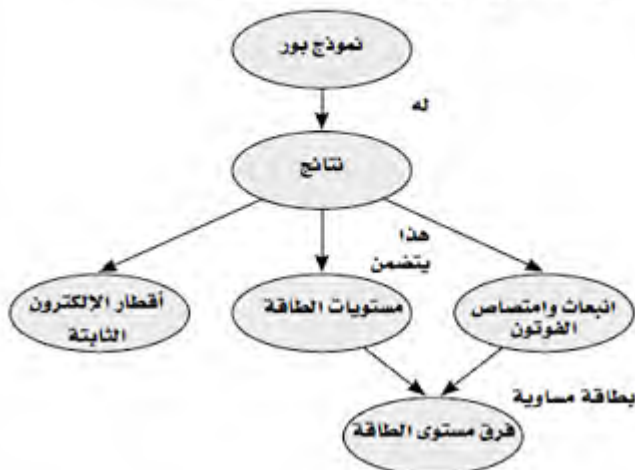 نموذج بور
له
نتائج
هذا
يتضمن
انبعاث وامتصاص
الفوتون
مستويات الطاقة
أقطار الإلكترون
الثابتة
بطاقة مساوية
فرق مستوى الطاقة